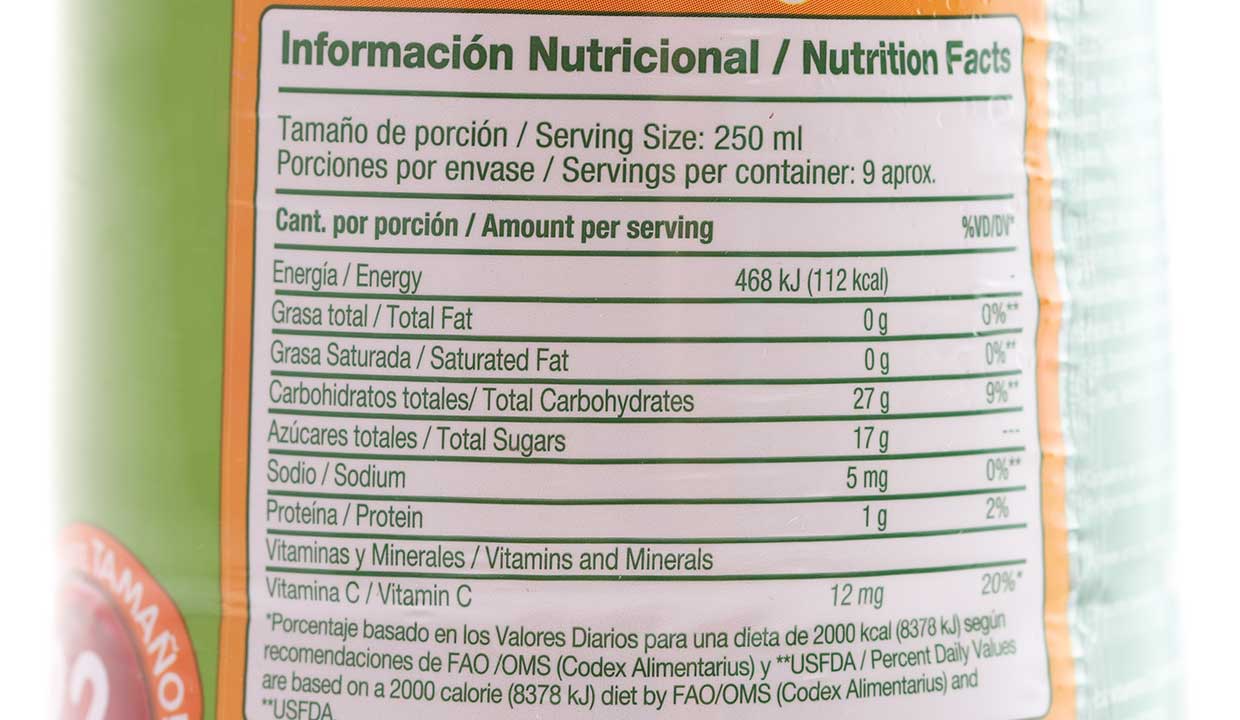 Información Nutricional / Nutrition Facts
Tamaño de porción / Serving Size: 250 ml
Porciones por envase / Servings per container: 9 aprox.
Cant. por porción / Amount per serving %VD/DV*
Energía / Energy 468 kJ (112 kcal) -
Grasa total / Total Fat 0 g 0%**
Grasa Saturada / Saturated Fat 0 g 0%**
Carbohidratos totales/ Total Carbohydrates 27 g 9%**
Azúcares totales / Total Sugars 17 g ---
Sodio / Sodium 5 mg 0%**
Proteína / Protein 1 g 2%
Vitaminas y Minerales / Vitamins and Minerals
Vitamina C / Vitamin C 12 mg 20%*
*Porcentaje basado en los Valores Diarios para una dieta de 2000 kcal (8378 kJ) según
recomendaciones de FAO /OMS (Codex Alimentarius) y **USFDA / Percent Daily Values
are based on a 2000 calorie (8378 kJ) diet by FAO/OMS (Codex Alimentarius) and
**USFDA
TAMAÑO